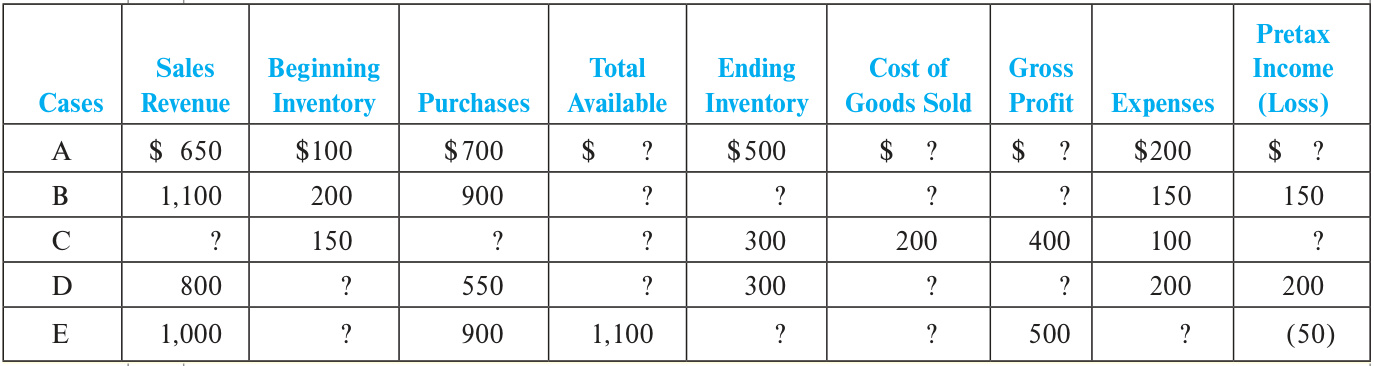 Cases Sales Revenue Beginning Inventory Purchases Total Available Ending Inventory Cost of Goods Sold Gross Profit Expenses Pretax Income (Loss)
A $ 650 $100 $700 $ ? $500 $ ? $ ? $200 $ ?
B 1,100 200 900 ? ? ? ? 150 150
C ? 150 ? ? 300 200 400 100 ?
D 800 ? 550 ? 300 ? ? 200 200
E 1,000 ? 900 1,100 ? ? 500 ? (50)